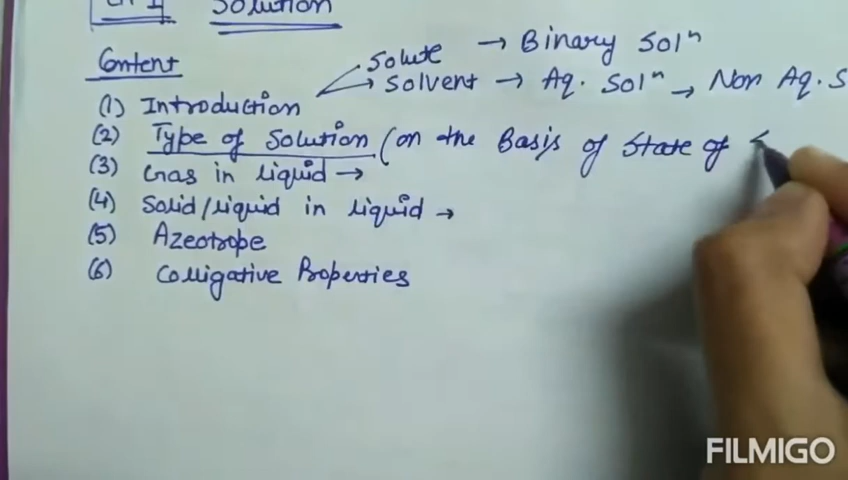 Solution
Content
Solute → Binary Solⁿ
Solvent → Aq. Solⁿ → Non Aq. S
(1) Introduction
(2) Type of Solution (on the Basis of State of S
(3) Gas in liquid →
(4) Solid/liquid in liquid →
(5) Azeotrope
(6) Colligative Properties
FILMIGO